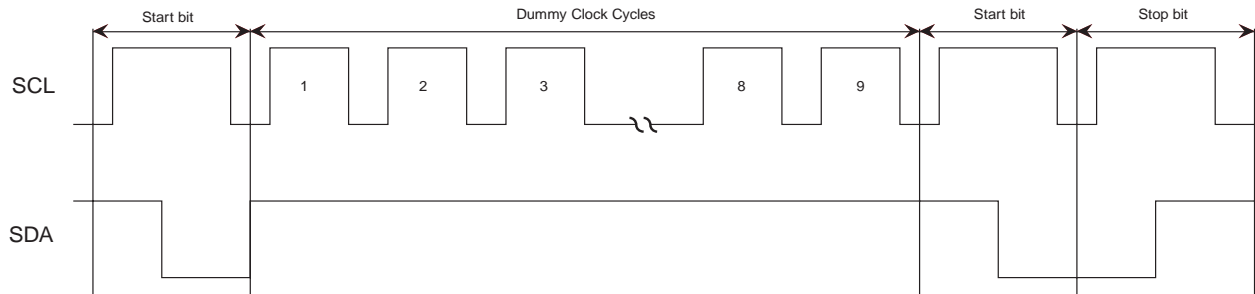 Start bit
Dummy Clock Cycles
Start bit
Stop bit
SCL
1
2
3
8
9
SDA